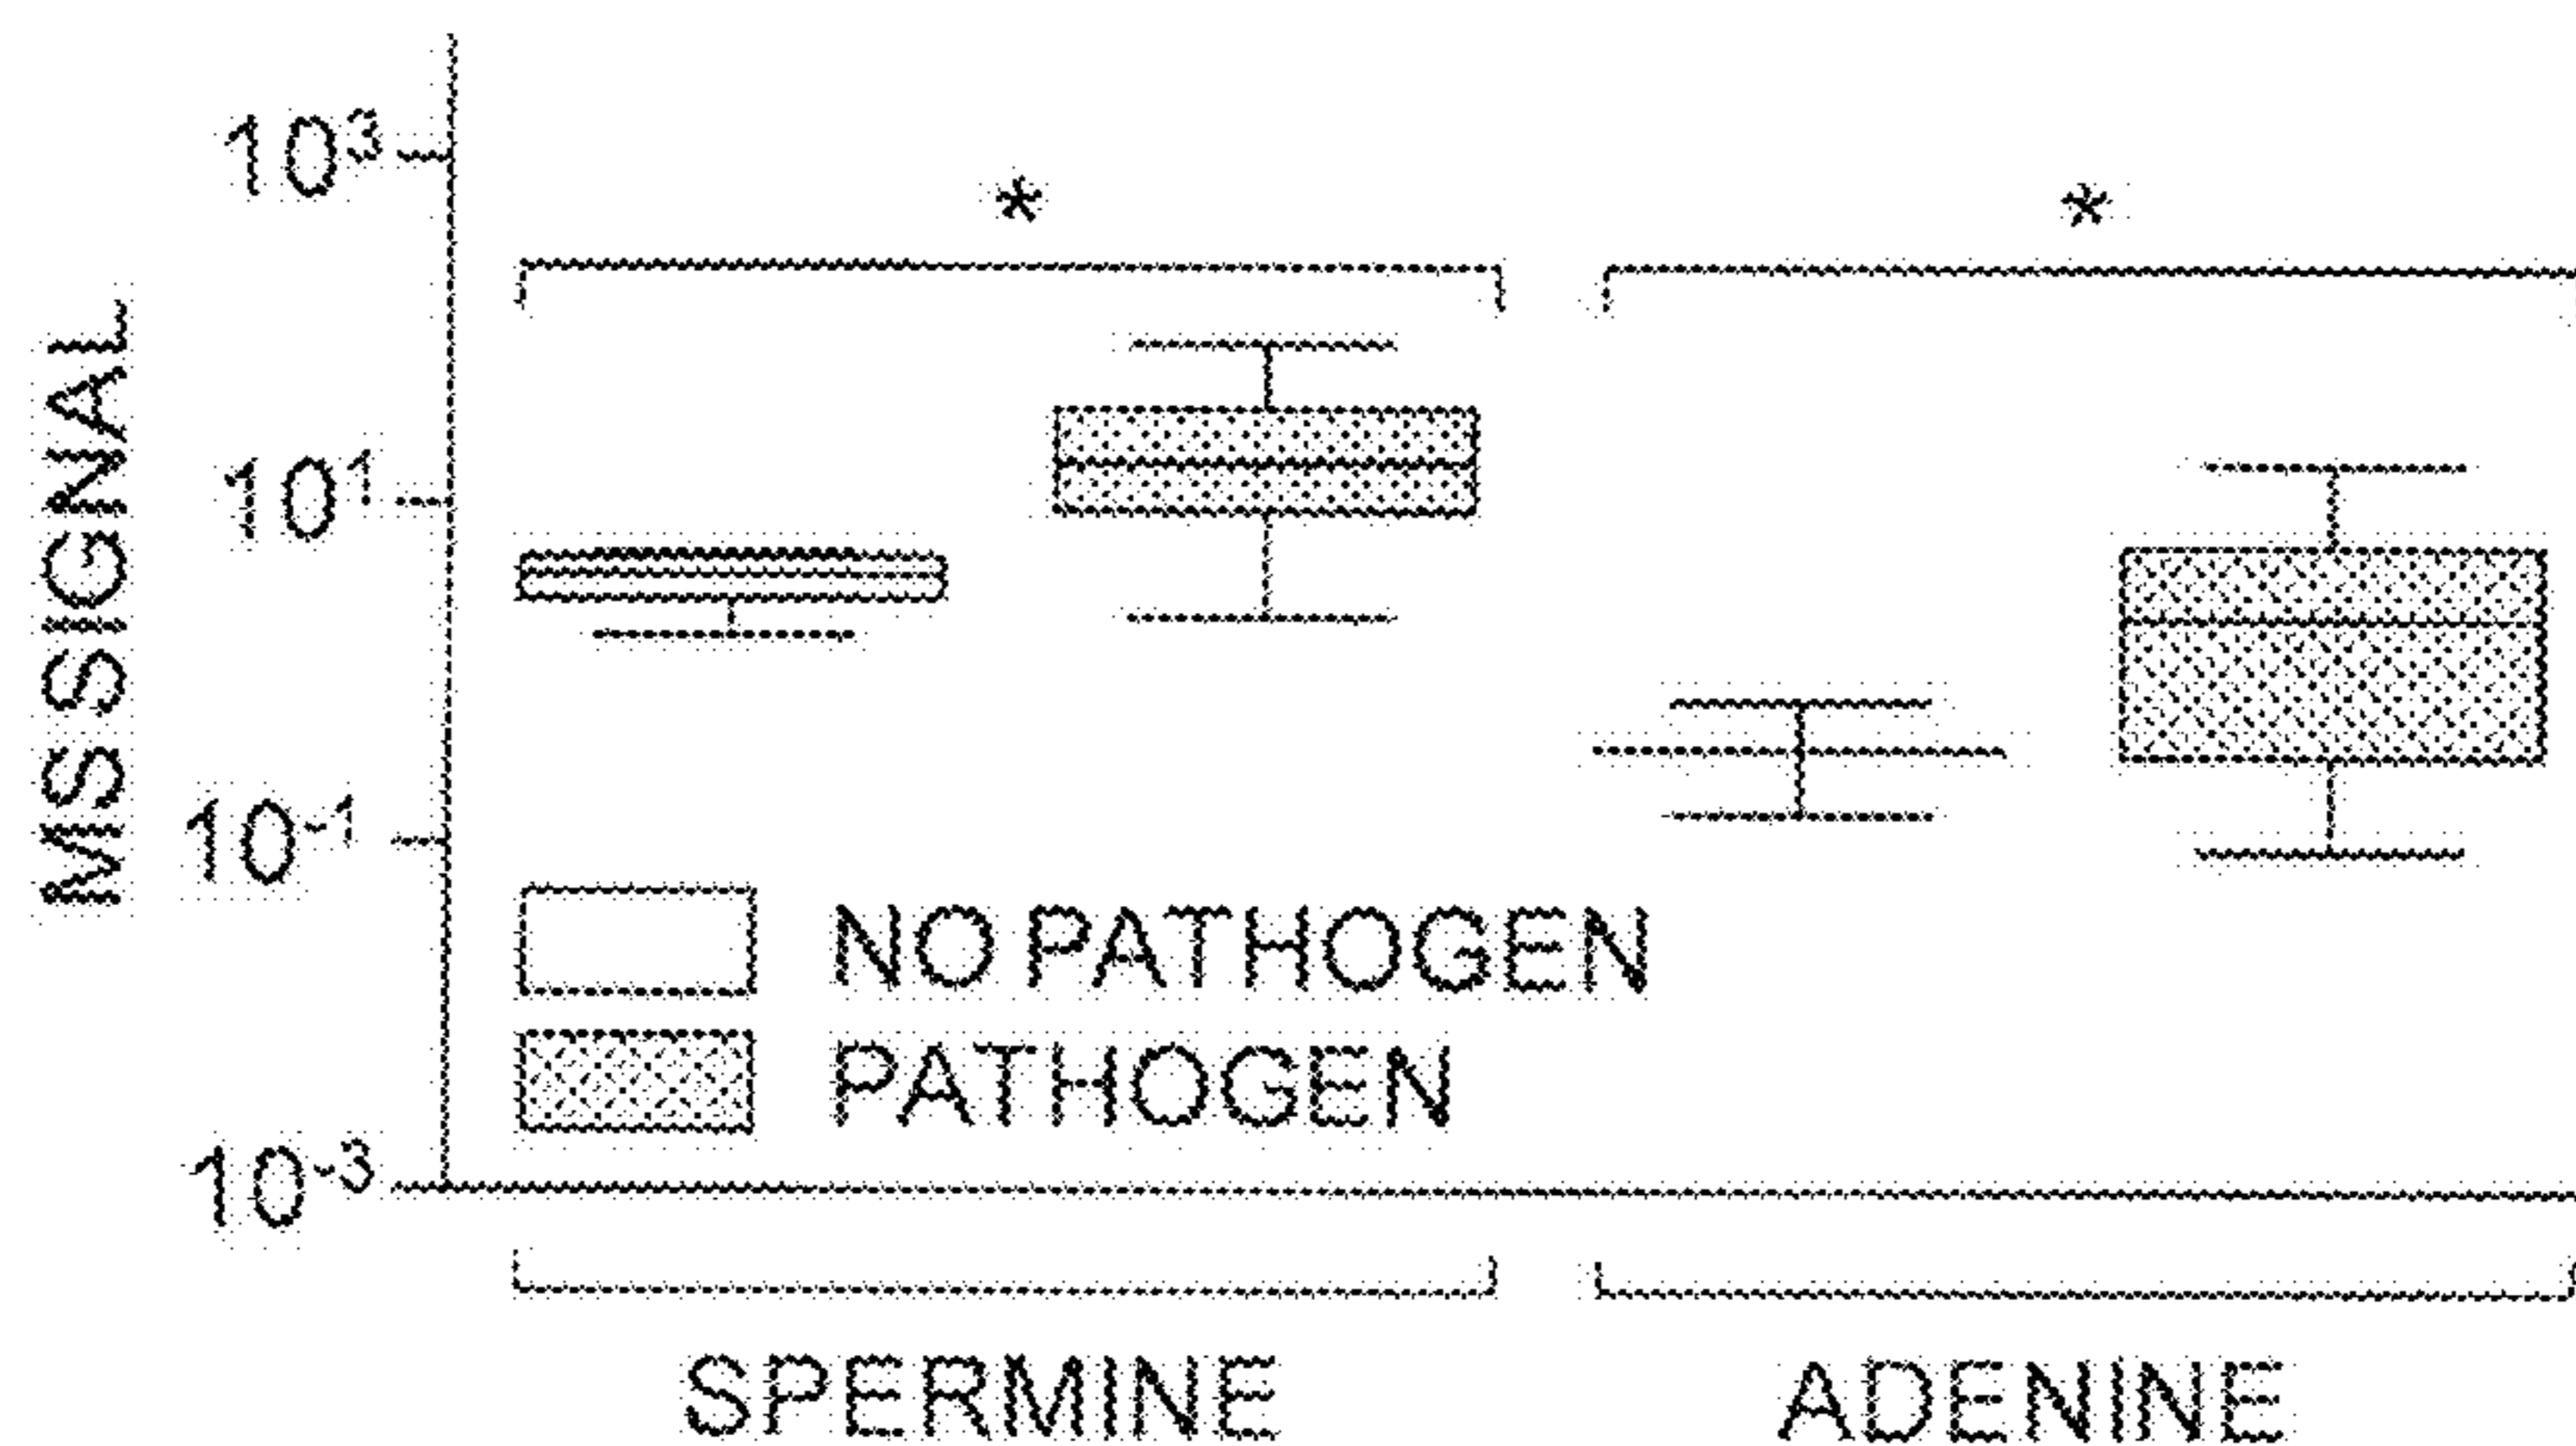 MS SIGNAL
10³
10¹
10⁻¹
10⁻³
*
*
NO PATHOGEN
PATHOGEN
SPERMINE
ADENINE